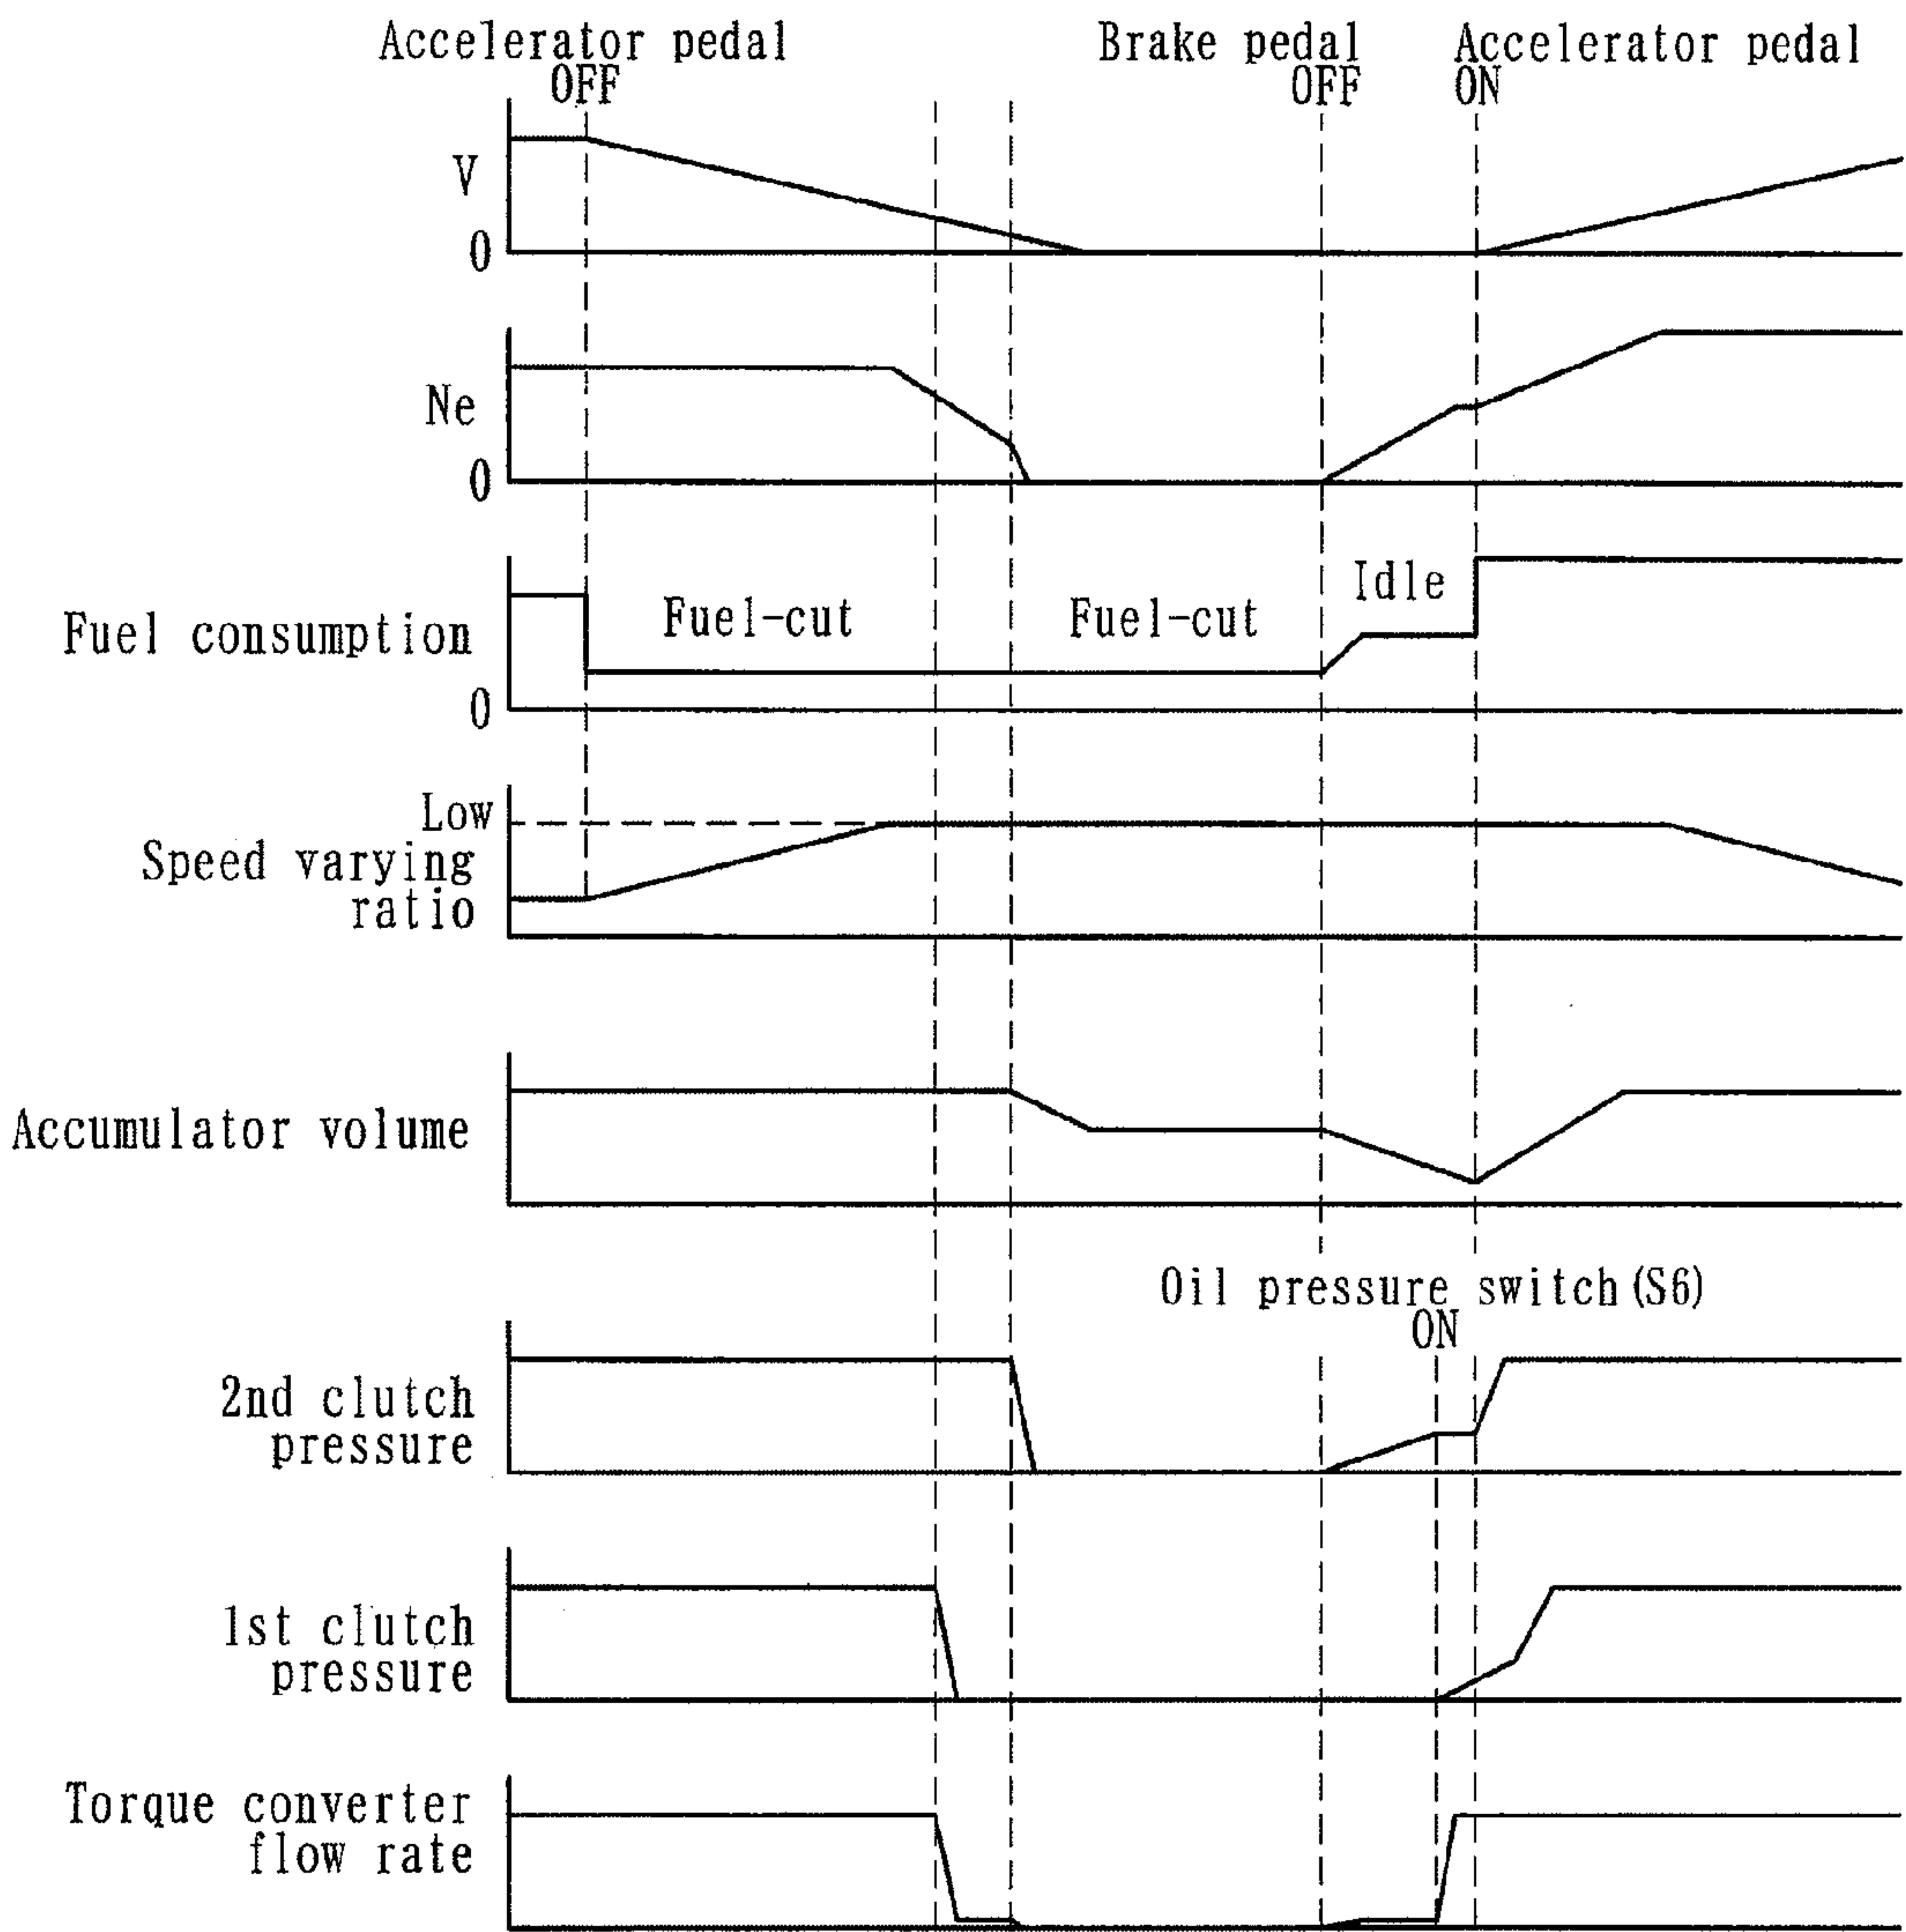 Accelerator pedal
OFF
Brake pedal
OFF
Accelerator pedal
ON
V
0
Ne
0
Fuel consumption
0
Fuel-cut
Fuel-cut
Idle
Low
Speed varying
ratio
Accumulator volume
Oil pressure switch(S6)
ON
2nd clutch
pressure
1st clutch
pressure
Torque converter
flow rate